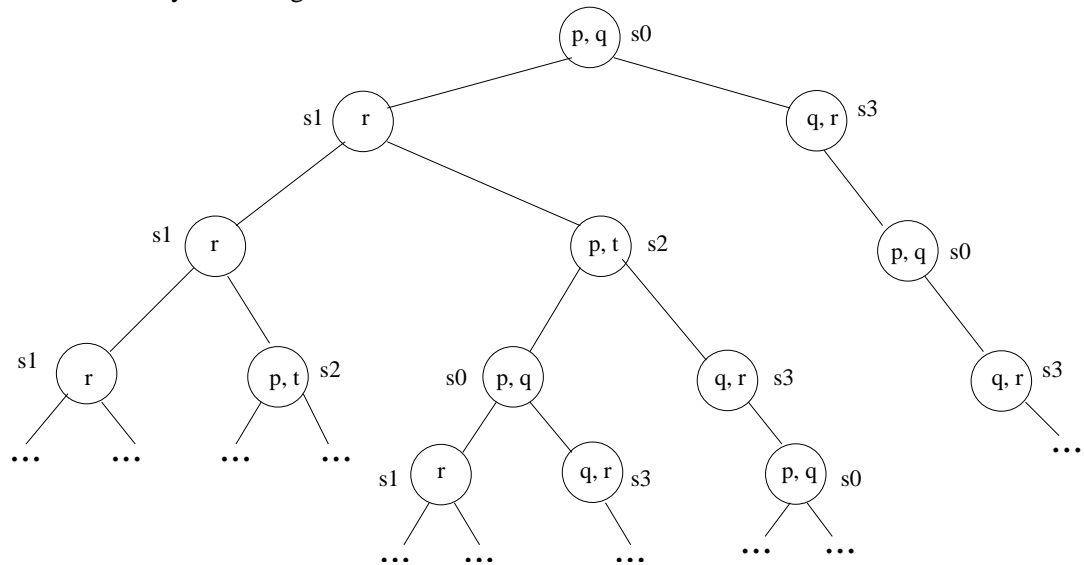 p, q s0
s1 r q, r s3
s1 r p, t s2 p, q s0
s1 r p, t s2 s0 p, q q, r s3 q, r s3
... ... ... ... s1 r q, r s3 p, q s0 ...
... ... ... ... ...